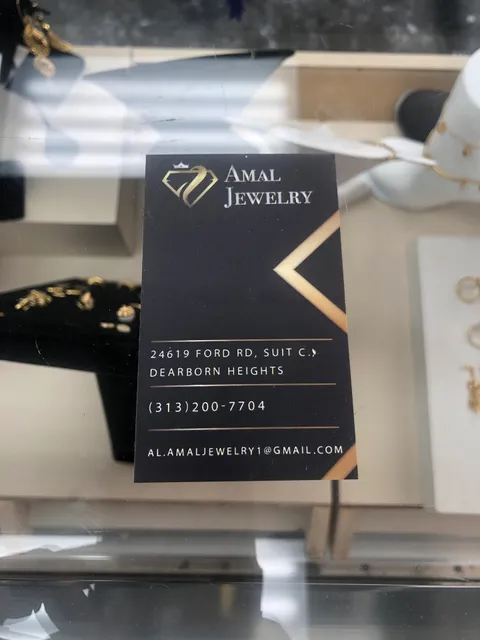 AMAL
JEWELRY
24619 FORD RD, SUIT C.,
DEARBORN HEIGHTS
(313)200-7704
AL.AMALJEWELRY1@GMAIL.COM